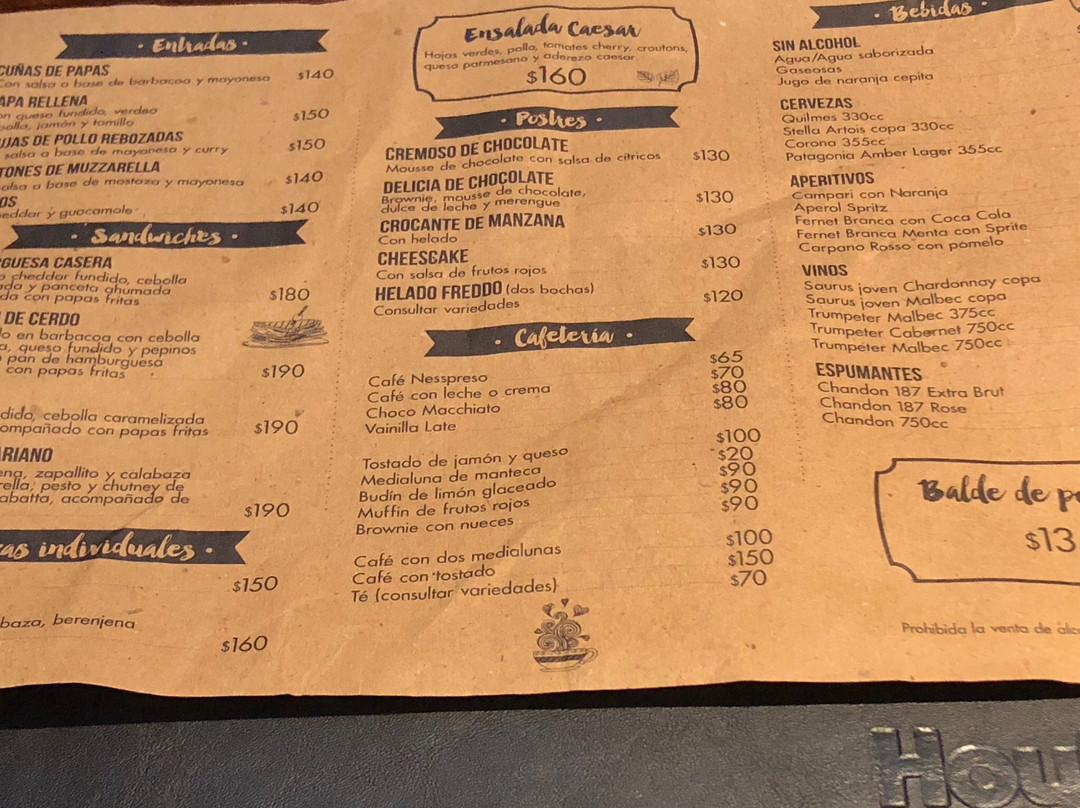 · Entradas ·
CUÑAS DE PAPAS
Con salsa a base de barbacoa y mayonesa $140
APA RELLENA
on queso fundido, verdeo
bolla, jamón y tomillo $150
UJAS DE POLLO REBOZADAS
salsa a base de mayonesa y curry $150
TONES DE MUZZARELLA
alsa a base de mostaza y mayonesa $140
OS
eddar y guacamole $140
· Sandwiches ·
GUESA CASERA
o cheddar fundido, cebolla
ada y panceta ahumada
da con papas fritas $180
DE CERDO
do en barbacoa con cebolla
a, queso fundido y pepinos
pan de hamburguesa
con papas fritas $190
dido, cebolla caramelizada
ompañado con papas fritas $190
ARIANO
ena, zapallito y calabaza
rella, pesto y chutney de
abatta, acompañado de
$190
as individuales ·
$150
baza, berenjena
$160
Ensalada Caesar
Hojas verdes, pollo, tomates cherry, croutons,
queso parmesano y aderezo caesar
$160
· Postres ·
CREMOSO DE CHOCOLATE
Mousse de chocolate con salsa de cítricos $130
DELICIA DE CHOCOLATE
Brownie, mousse de chocolate,
dulce de leche y merengue $130
CROCANTE DE MANZANA
Con helado $130
CHEESCAKE
Con salsa de frutos rojos $130
HELADO FREDDO (dos bochas)
Consultar variedades $120
· Cafetería ·
Café Nesspreso $65
Café con leche o crema $70
Choco Macchiato $80
Vainilla Late $80
Tostado de jamón y queso $100
Medialuna de manteca $20
Budín de limón glaceado $90
Muffin de frutos rojos $90
Brownie con nueces $90
Café con dos medialunas $100
Café con tostado $150
Té (consultar variedades) $70
· Bebidas ·
SIN ALCOHOL
Agua/Agua saborizada
Gaseosas
Jugo de naranja cepita
CERVEZAS
Quilmes 330cc
Stella Artois copa 330cc
Corona 355cc
Patagonia Amber Lager 355cc
APERITIVOS
Campari con Naranja
Aperol Spritz
Fernet Branca con Coca Cola
Fernet Branca Menta con Sprite
Carpano Rosso con pomelo
VINOS
Saurus joven Chardonnay copa
Saurus joven Malbec copa
Trumpeter Malbec 375cc
Trumpeter Cabernet 750cc
Trumpeter Malbec 750cc
ESPUMANTES
Chandon 187 Extra Brut
Chandon 187 Rose
Chandon 750cc
Balde de p
$13
Prohibida la venta de alc
Hou